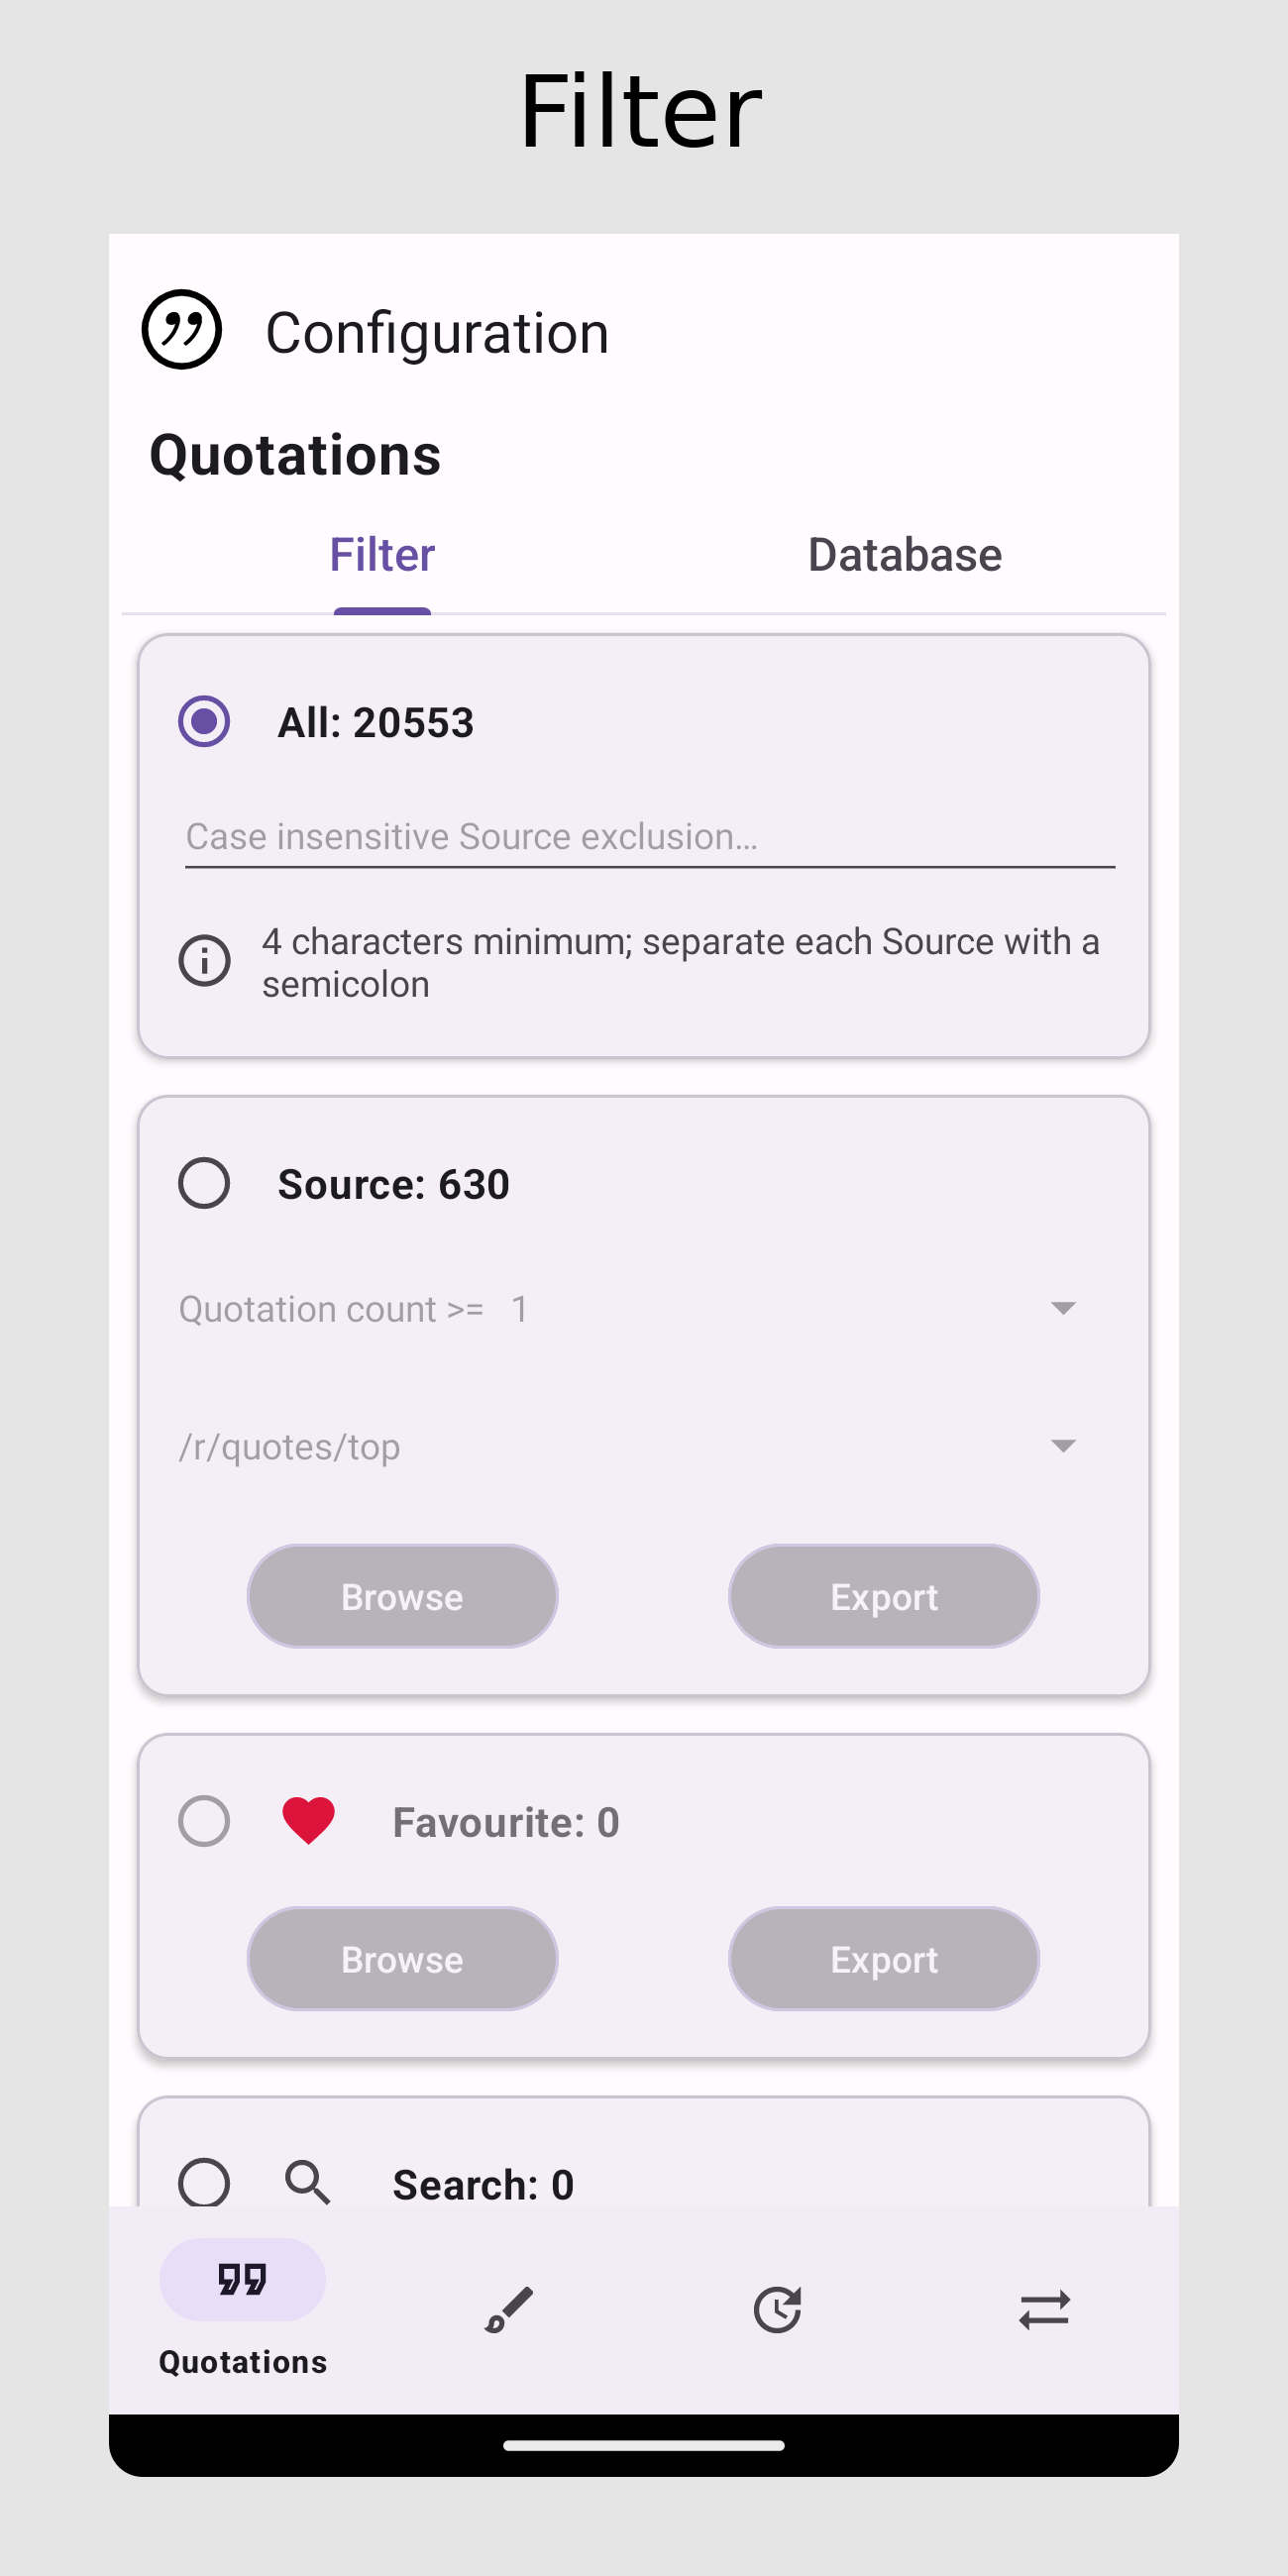 Filter
Configuration
Quotations
Filter
Database
All: 20553
Case insensitive Source exclusion…
4 characters minimum; separate each Source with a
semicolon
Source: 630
Quotation count >= 1
/r/quotes/top
Browse
Export
Favourite: 0
Browse
Export
Search: 0
Quotations